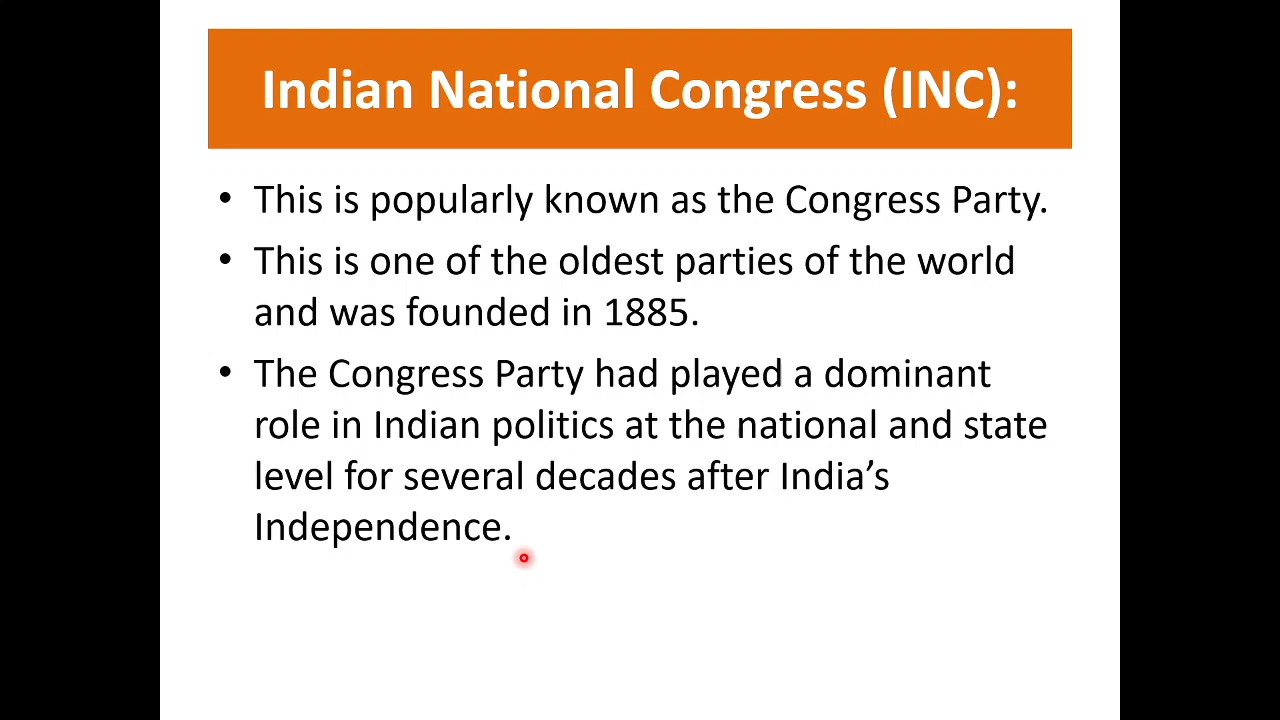 Indian National Congress (INC):
• This is popularly known as the Congress Party.
• This is one of the oldest parties of the world
and was founded in 1885.
• The Congress Party had played a dominant
role in Indian politics at the national and state
level for several decades after India’s
Independence.